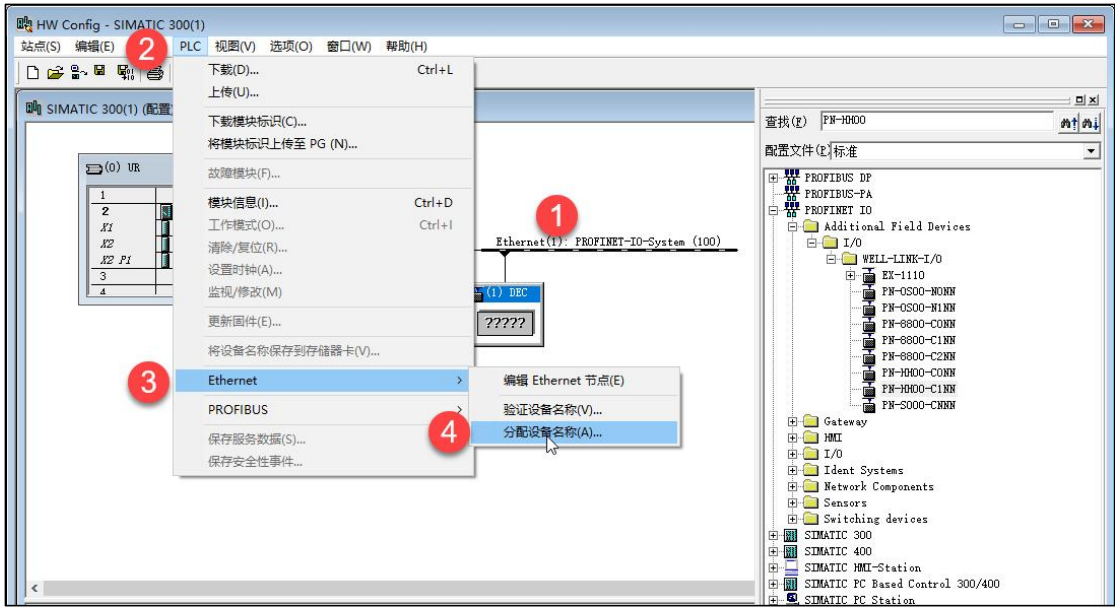 HW Config - SIMATIC 300(1)
站点(S) 编辑(E) PLC 视图(V) 选项(O) 窗口(W) 帮助(H)
2
SIMATIC 300(1) (配置
(0) UR
1
2
X1
X2
X2 P1
3
4
下载(D)... Ctrl+L
上传(U)...
下载模块标识(C)...
将模块标识上传至 PG (N)...
故障模块(F)...
模块信息(I)... Ctrl+D
工作模式(O)... Ctrl+I
清除/复位(R)...
设置时钟(A)...
监视/修改(M)
更新固件(E)...
将设备名称保存到存储器卡(V)...
3
Ethernet
PROFIBUS
保存服务数据(S)...
保存安全性事件...
编辑 Ethernet 节点(E)
验证设备名称(V)...
4
分配设备名称(A)...
1
Ethernet(1): PROFINET-IO-System (100)
(1) DEC
?????
查找(F) PN-HH00
配置文件(P) 标准
PROFIBUS DP
PROFIBUS-PA
PROFINET IO
Additional Field Devices
I/O
WELL-LINK-I/O
EX-1110
PN-0S00-N0NN
PN-0S00-N1NN
PN-8800-C0NN
PN-8800-C1NN
PN-8800-C2NN
PN-HH00-C0NN
PN-HH00-C1NN
PN-S000-CNNN
Gateway
HMI
I/O
Ident Systems
Network Components
Sensors
Switching devices
SIMATIC 300
SIMATIC 400
SIMATIC HMI-Station
SIMATIC PC Based Control 300/400
SIMATIC PC Station